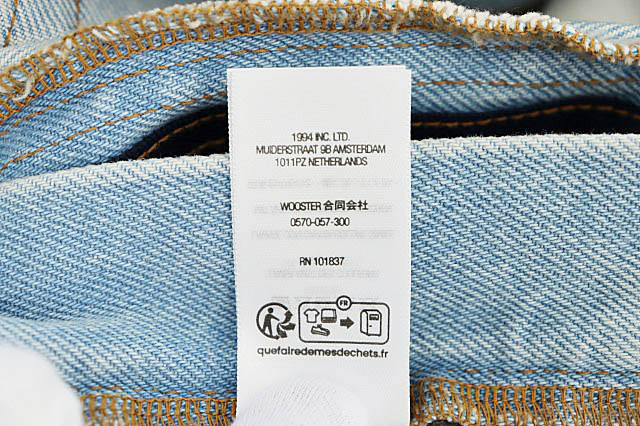 1994 INC. LTD.
MUIDERSTRAAT 9B AMSTERDAM
1011PZ NETHERLANDS
WOOSTER 合同会社
0570-057-300
RN 101837
FR
quefairedemesdechets.fr